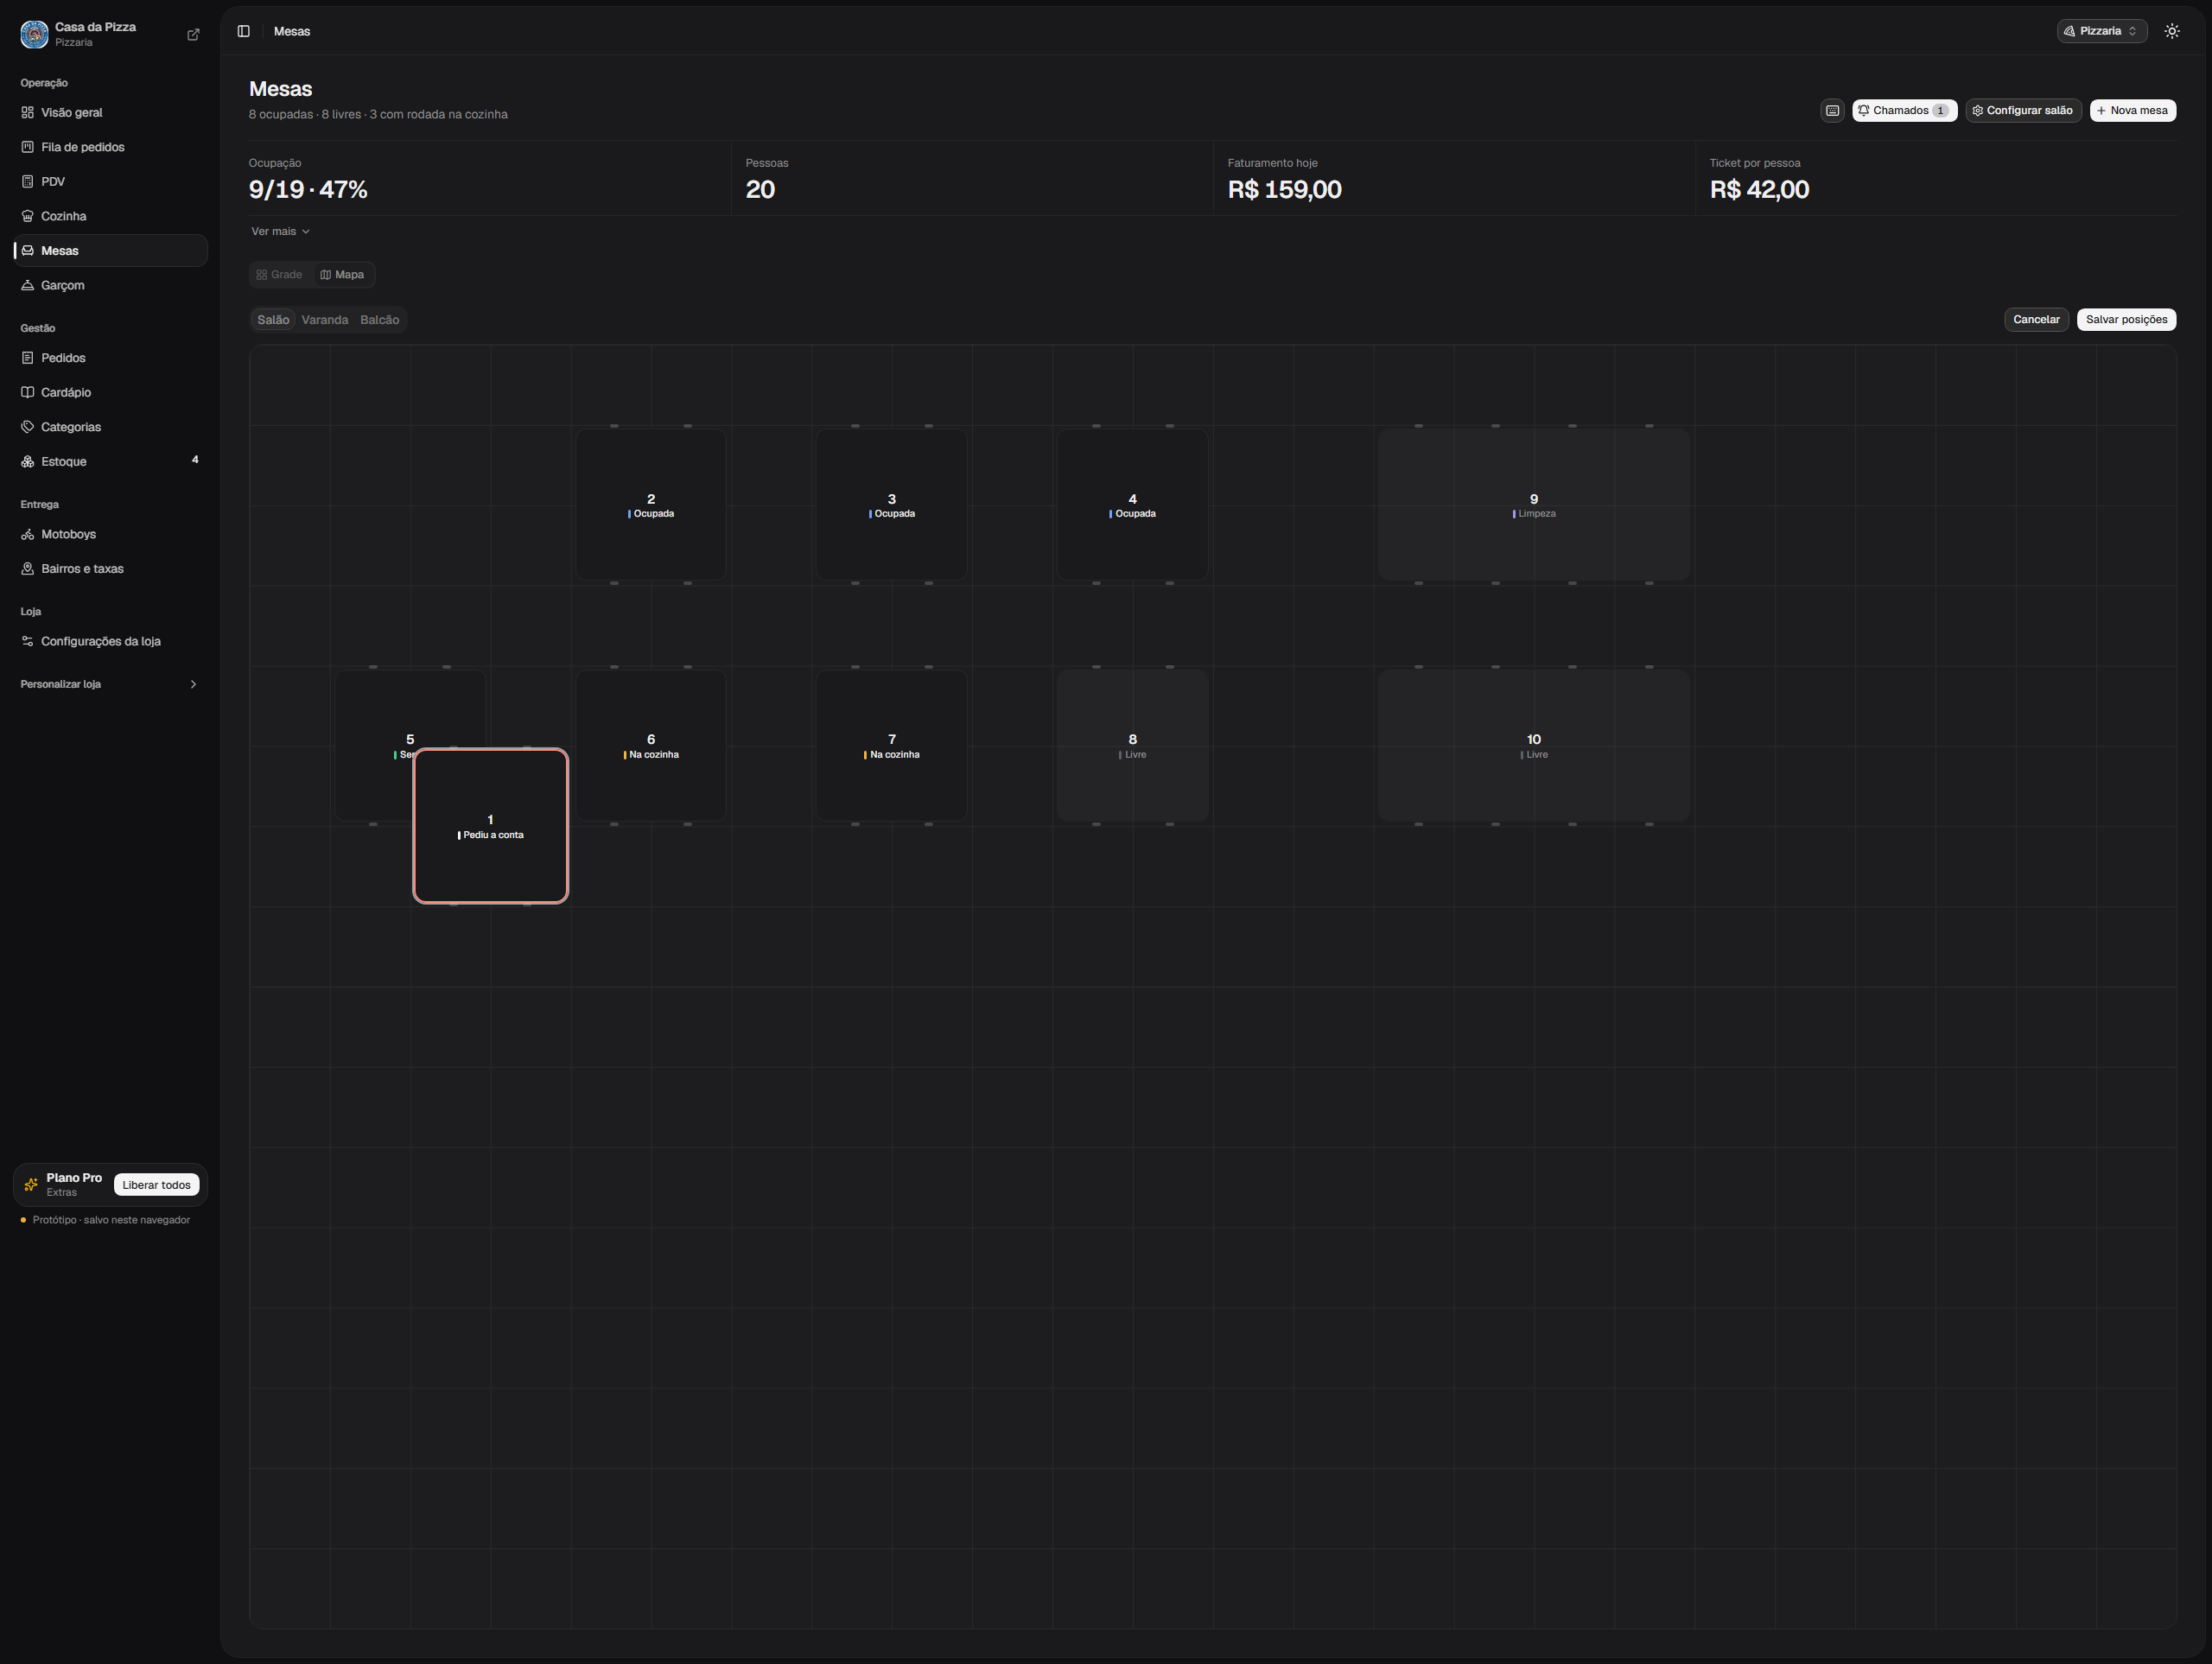 Casa da Pizza
Pizzaria
Operação
Visão geral
Fila de pedidos
PDV
Cozinha
Mesas
Garçom
Gestão
Pedidos
Cardápio
Categorias
Estoque 4
Entrega
Motoboys
Bairros e taxas
Loja
Configurações da loja
Personalizar loja
Plano Pro
Extras
Liberar todos
Protótipo · salvo neste navegador
Mesas
Pizzaria
Mesas
8 ocupadas · 8 livres · 3 com rodada na cozinha
Chamados 1
Configurar salão
+ Nova mesa
Ocupação
9/19 · 47%
Pessoas
20
Faturamento hoje
R$ 159,00
Ticket por pessoa
R$ 42,00
Ver mais
Grade
Mapa
Salão
Varanda
Balcão
Cancelar
Salvar posições
2
Ocupada
3
Ocupada
4
Ocupada
9
Limpeza
5
Ser
6
Na cozinha
7
Na cozinha
8
Livre
10
Livre
1
Pediu a conta